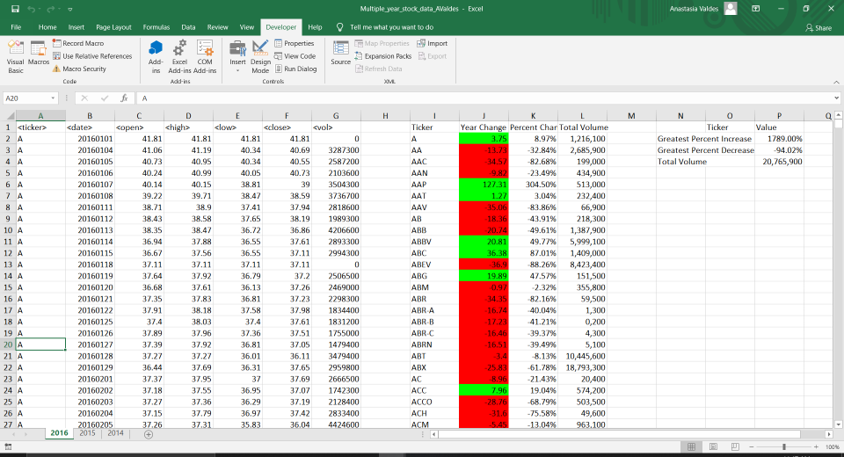 Multiple_year_stock_data_AValdes - Excel
Anastasia Valdes
File Home Insert Page Layout Formulas Data Review View Developer Help Tell me what you want to do Share
Visual Basic
Macros
Record Macro
Use Relative References
Macro Security
Code
Add-ins
Excel Add-ins
COM Add-ins
Add-ins
Insert
Design Mode
Properties
View Code
Run Dialog
Controls
Source
Map Properties
Expansion Packs
Refresh Data
Import
Export
XML
A20 fx A
A B C D E F G H I J K L M N O P Q
1 <ticker> <date> <open> <high> <low> <close> <vol> Ticker Year Change Percent Char Total Volume Ticker Value
2 A 20160101 41.81 41.81 41.81 41.81 0 A 3.75 8.97% 1,216,100 Greatest Percent Increase 1789.00%
3 A 20160104 41.06 41.19 40.34 40.69 3287300 AA -13.73 -32.84% 2,685,900 Greatest Percent Decrease -94.02%
4 A 20160105 40.73 40.95 40.34 40.55 2587200 AAC -34.57 -82.68% 199,000 Total Volume 20,765,900
5 A 20160106 40.24 40.99 40.05 40.73 2103600 AAN -9.82 -23.49% 434,900
6 A 20160107 40.14 40.15 38.81 39 3504300 AAP 127.31 304.50% 513,000
7 A 20160108 39.22 39.71 38.47 38.59 3736700 AAT 1.27 3.04% 232,400
8 A 20160111 38.71 38.9 37.41 37.94 2818600 AAV -35.06 -83.86% 66,900
9 A 20160112 38.43 38.58 37.65 38.19 1989300 AB -18.36 -43.91% 218,300
10 A 20160113 38.35 38.47 36.72 36.86 4206600 ABB -20.74 -49.61% 1,387,900
11 A 20160114 36.94 37.88 36.55 37.61 2893300 ABBV 20.81 49.77% 5,999,100
12 A 20160115 36.67 37.56 36.55 37.11 2994300 ABC 36.38 87.01% 1,409,000
13 A 20160118 37.11 37.11 37.11 37.11 0 ABEV -36.9 -88.26% 8,423,400
14 A 20160119 37.64 37.92 36.79 37.2 2506500 ABG 19.89 47.57% 151,500
15 A 20160120 36.68 37.61 36.13 37.26 2469000 ABM -0.97 -2.32% 355,800
16 A 20160121 37.35 37.83 36.81 37.23 2298300 ABR -34.35 -82.16% 59,500
17 A 20160122 37.91 38.18 37.58 37.98 1834400 ABR-A -16.74 -40.04% 1,300
18 A 20160125 37.4 38.03 37.4 37.61 1831200 ABR-B -17.23 -41.21% 0,200
19 A 20160126 37.89 37.96 37.36 37.51 1755000 ABR-C -16.46 -39.37% 4,300
20 A 20160127 37.39 37.92 36.81 37.05 1479400 ABRN -16.51 -39.49% 5,100
21 A 20160128 37.27 37.27 36.01 36.11 3479400 ABT -3.4 -8.13% 10,445,600
22 A 20160129 36.44 37.69 36.31 37.65 2959800 ABX -25.83 -61.78% 18,793,300
23 A 20160201 37.37 37.95 37 37.69 2666500 AC -8.96 -21.43% 20,400
24 A 20160202 37.18 37.55 36.95 37.07 1742300 ACC 7.96 19.04% 574,200
25 A 20160203 37.27 37.36 36.29 37.19 2128400 ACCO -28.76 -68.79% 503,500
26 A 20160204 37.15 37.79 36.97 37.42 2833400 ACH -31.6 -75.58% 49,600
27 A 20160205 37.26 37.31 35.83 36.04 4424600 ACM -5.45 -13.04% 963,100
2016 2015 2014
100%